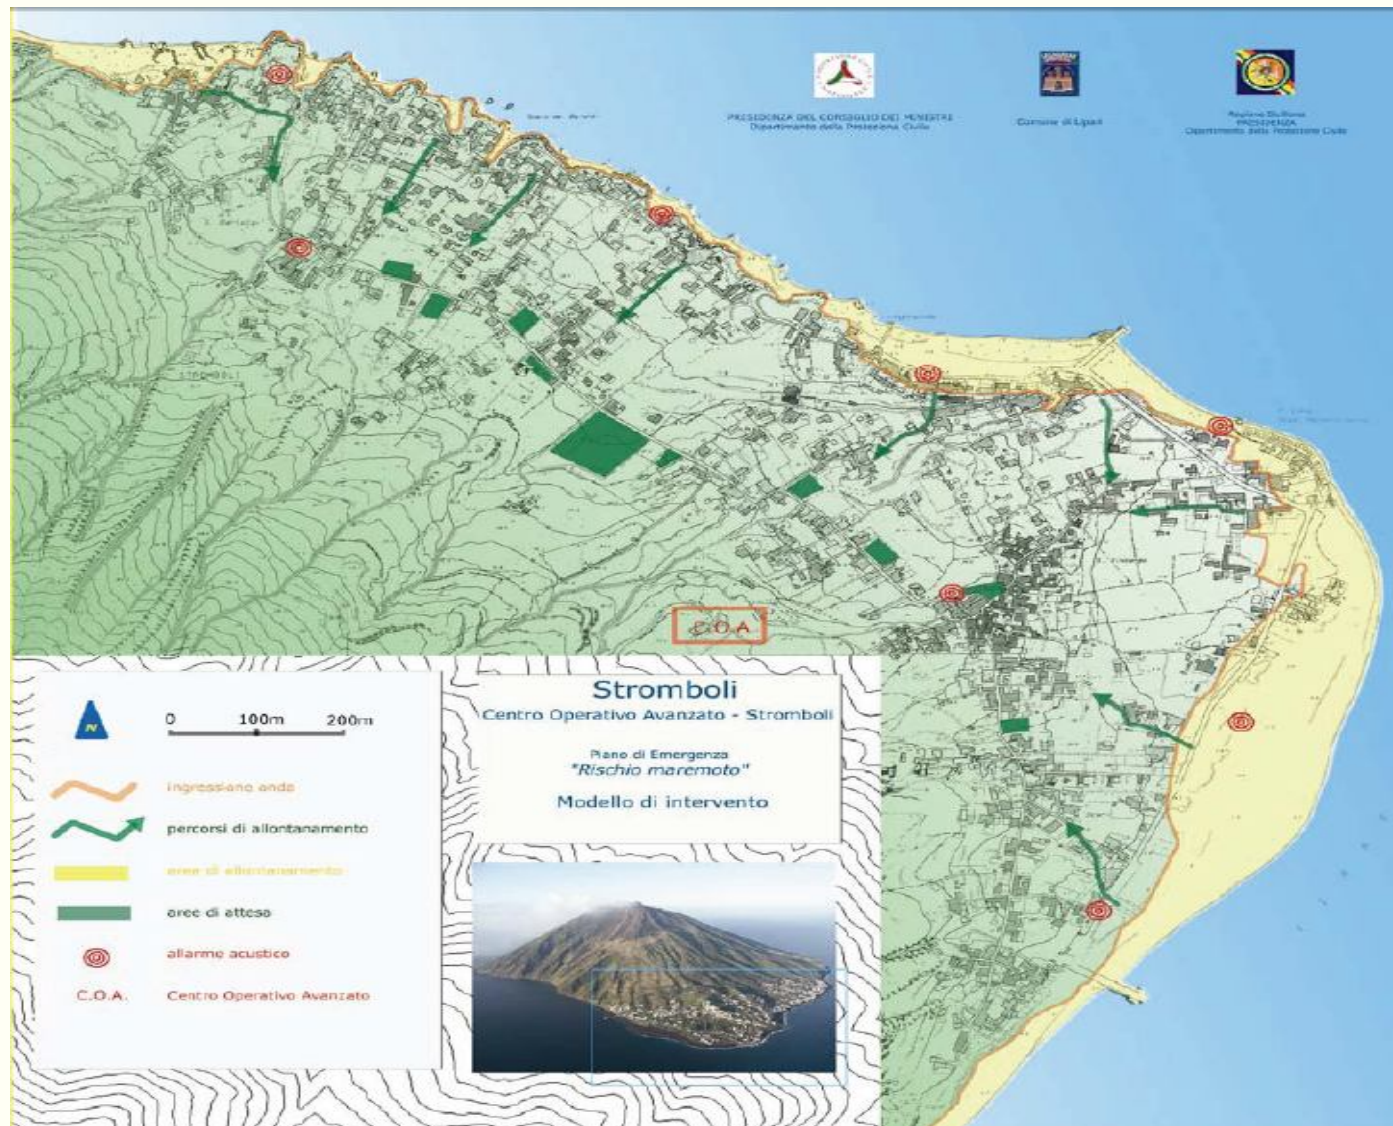 PRESIDENZA DEL CONSIGLIO DEI MINISTRI
Dipartimento della Protezione Civile
Comune di Lipari
Regione Siciliana
PRESIDENZA
Dipartimento della Protezione Civile
STROMBOLI
C.O.A
N
0 100m 200m
ingressione onda
percorsi di allontanamento
aree di allontanamento
aree di attesa
allarme acustico
C.O.A. Centro Operativo Avanzato
Stromboli
Centro Operativo Avanzato - Stromboli
Piano di Emergenza
"Rischio maremoto"
Modello di intervento